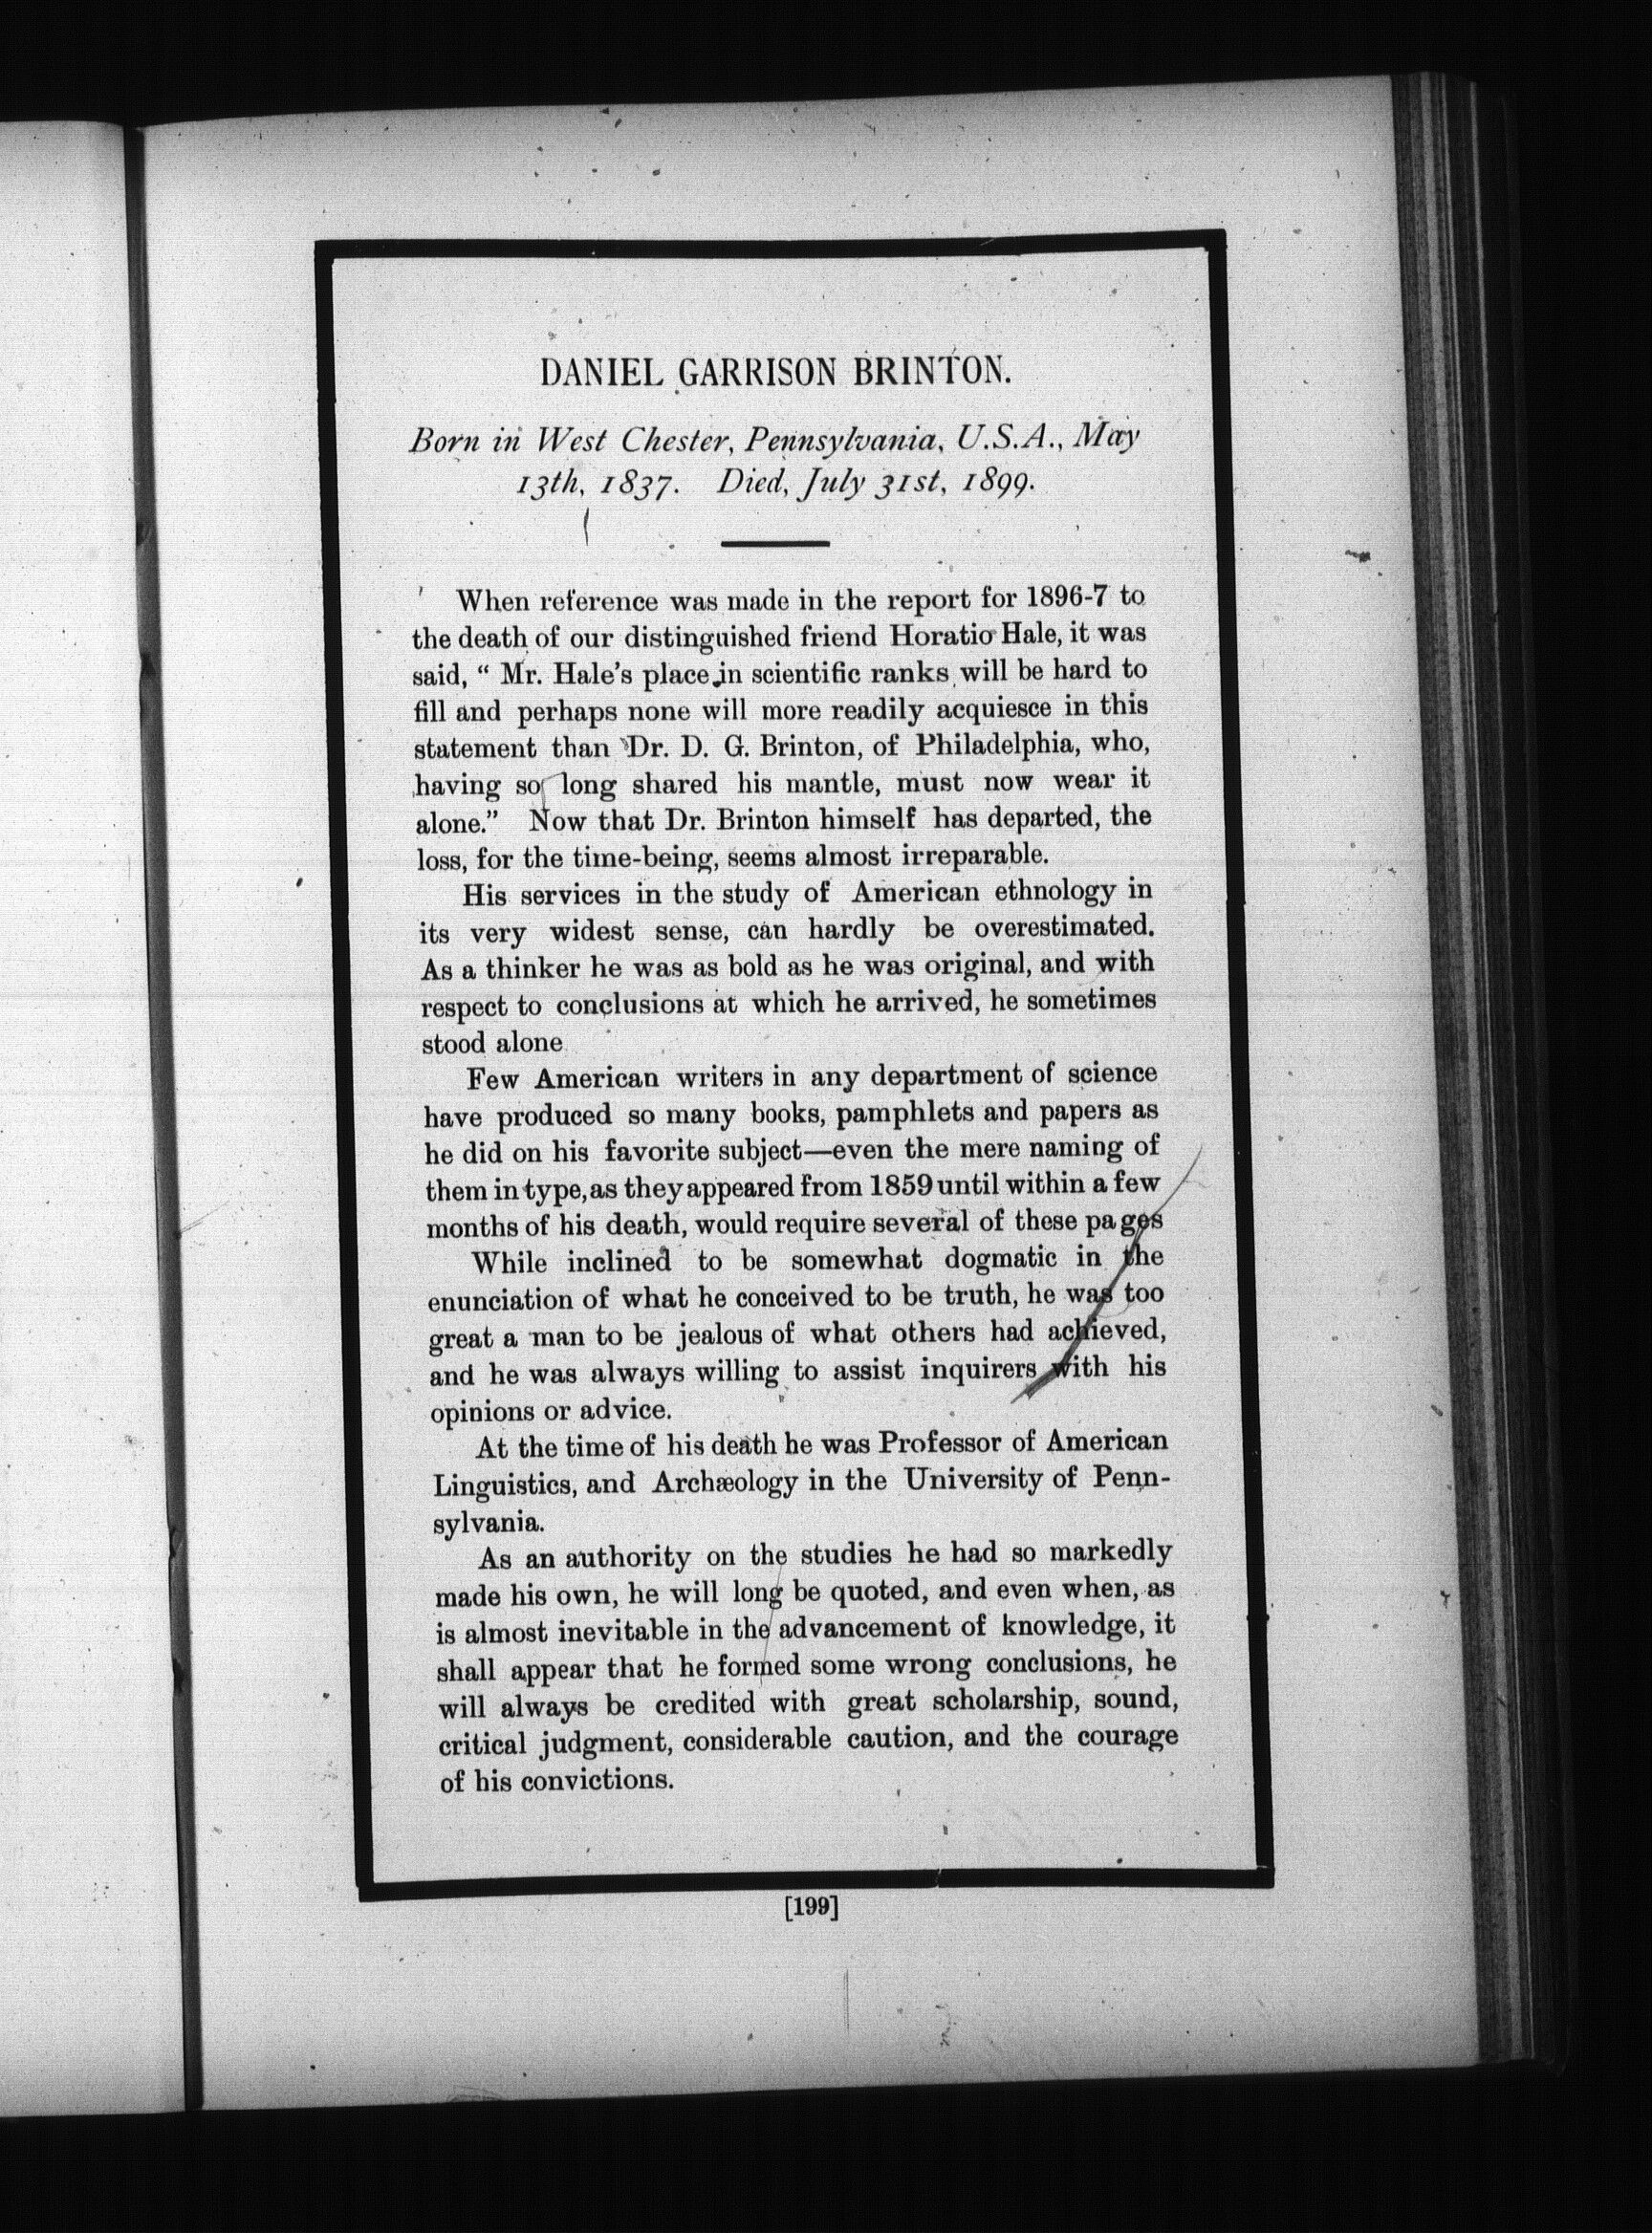 DANIEL GARRISON BRINTON.
Born in West Chester, Pennsylvania, U.S.A., May
13th, 1837. Died, July 31st, 1899.
When reference was made in the report for 1896-7 to
the death of our distinguished friend Horatio Hale, it was
said, “ Mr. Hale’s place in scientific ranks will be hard to
fill and perhaps none will more readily acquiesce in this
statement than Dr. D. G. Brinton, of Philadelphia, who,
having so long shared his mantle, must now wear it
alone.” Now that Dr. Brinton himself has departed, the
loss, for the time-being, seems almost irreparable.
His services in the study of American ethnology in
its very widest sense, can hardly be overestimated.
As a thinker he was as bold as he was original, and with
respect to conclusions at which he arrived, he sometimes
stood alone
Few American writers in any department of science
have produced so many books, pamphlets and papers as
he did on his favorite subject—even the mere naming of
them in type, as they appeared from 1859 until within a few
months of his death, would require several of these pages
While inclined to be somewhat dogmatic in the
enunciation of what he conceived to be truth, he was too
great a man to be jealous of what others had achieved,
and he was always willing to assist inquirers with his
opinions or advice.
At the time of his death he was Professor of American
Linguistics, and Archæology in the University of Penn-
sylvania.
As an authority on the studies he had so markedly
made his own, he will long be quoted, and even when, as
is almost inevitable in the advancement of knowledge, it
shall appear that he formed some wrong conclusions, he
will always be credited with great scholarship, sound,
critical judgment, considerable caution, and the courage
of his convictions.
[199]